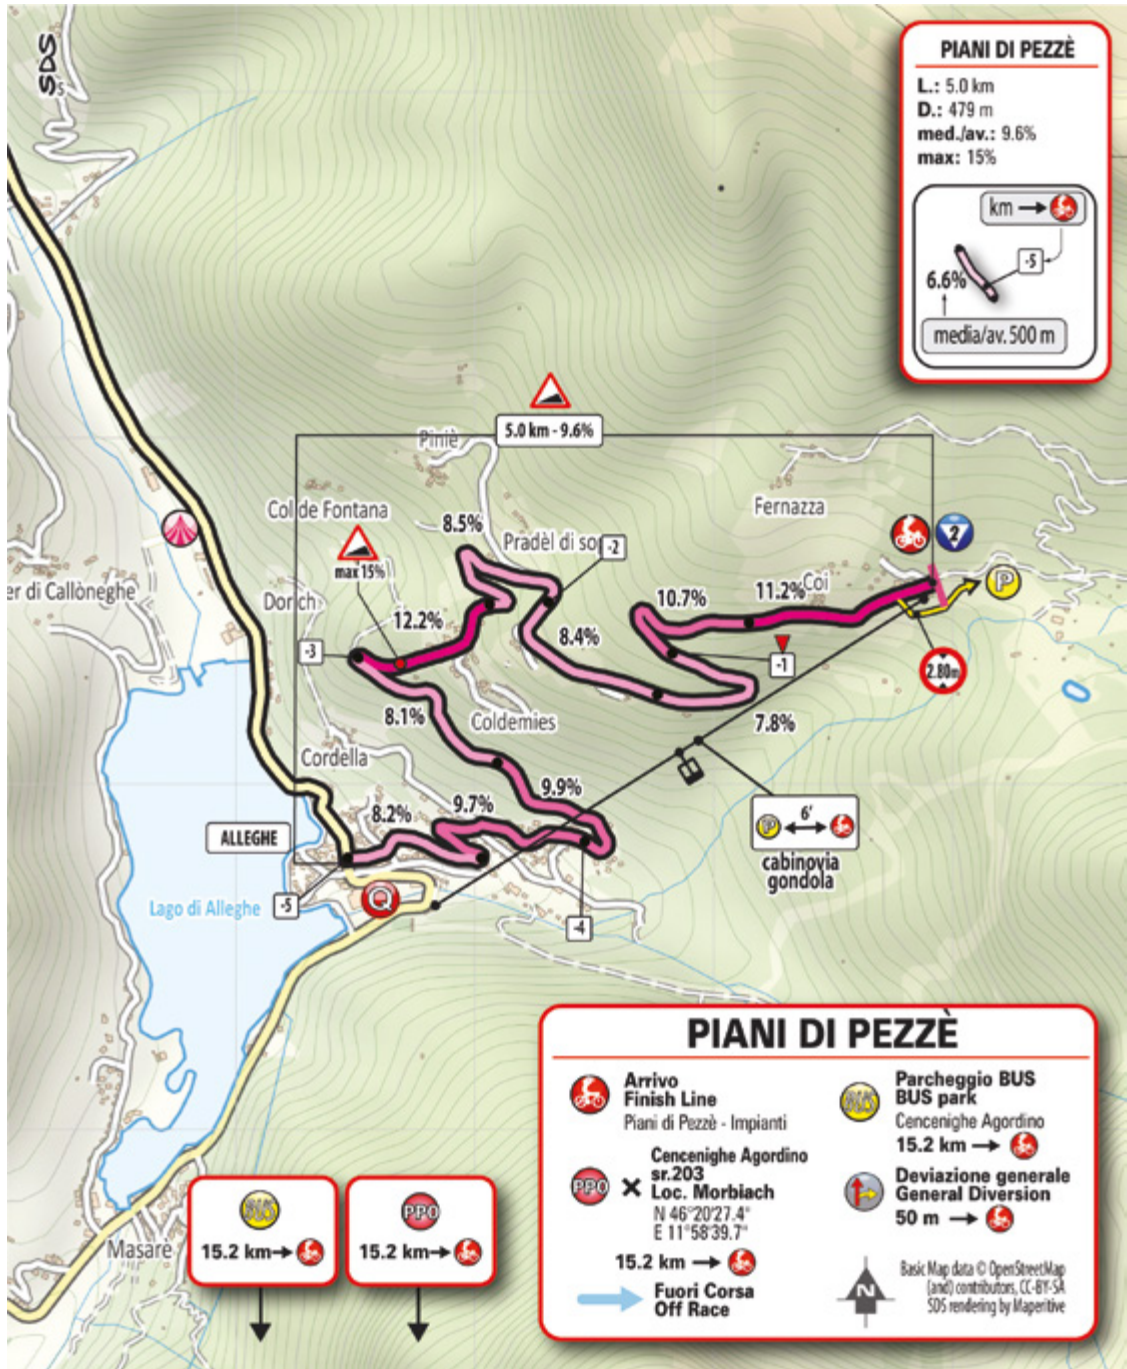 SDS
S
PIANI DI PEZZÈ
L.: 5.0 km
D.: 479 m
med./av.: 9.6%
max: 15%
km
-5
6.6%
media/av. 500 m
5.0 km - 9.6%
Piniè
Col de Fontana
8.5%
Pradèl di so
-2
Fernazza
2
max 15%
er di Callòneghe
Dorich
12.2%
10.7%
11.2%
Coi
P
8.4%
-3
-1
2.80m
8.1%
Coldemies
7.8%
Cordella
9.9%
8.2%
9.7%
ALLEGHE
P
6'
cabinovia
gondola
Lago di Alleghe
-5
Q
-4
PIANI DI PEZZÈ
Arrivo
Finish Line
Piani di Pezzè - Impianti
PPO
Cencenighe Agordino
sr.203
Loc. Morbiach
N 46°20'27.4"
E 11°58'39.7"
15.2 km
Fuori Corsa
Off Race
BUS
Parcheggio BUS
BUS park
Cencenighe Agordino
15.2 km
Deviazione generale
General Diversion
50 m
N
Basic Map data © OpenStreetMap
(and) contributors, CC-BY-SA
SDS rendering by Maperitive
Masarè
BUS
15.2 km
PPO
15.2 km